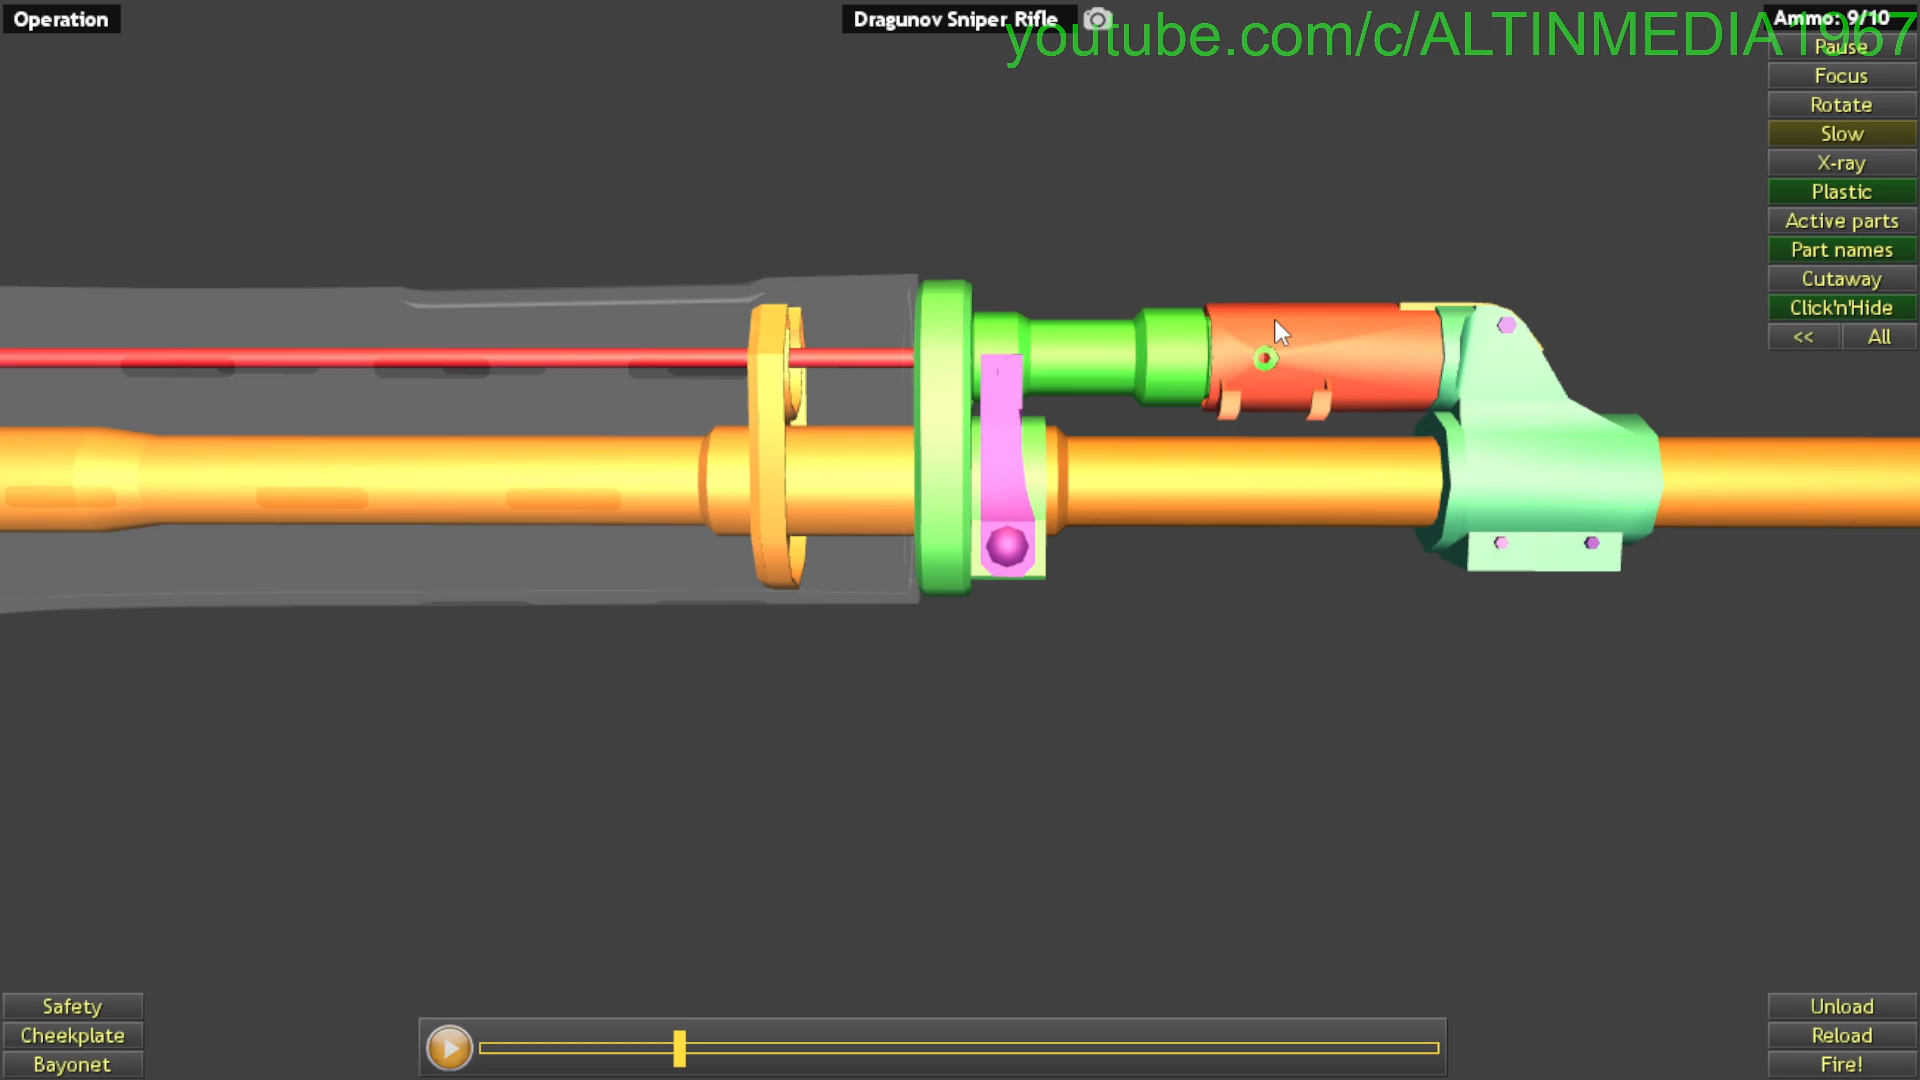 Operation
Dragunov Sniper Rifle
youtube.com/c/ALTINMEDIA1967
Ammo: 9/10
Pause
Focus
Rotate
Slow
X-ray
Plastic
Active parts
Part names
Cutaway
Click'n'Hide
<< All
Safety
Cheekplate
Bayonet
Unload
Reload
Fire!